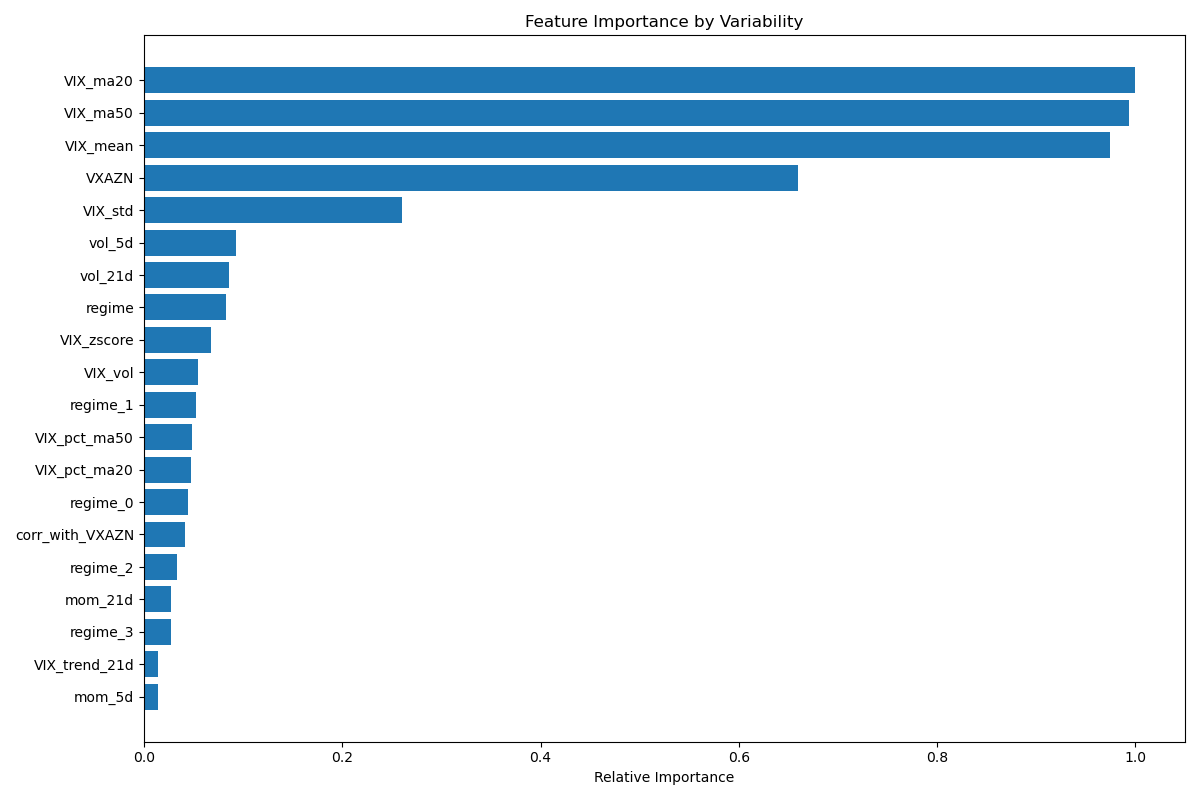 Feature Importance by Variability
VIX_ma20
VIX_ma50
VIX_mean
VXAZN
VIX_std
vol_5d
vol_21d
regime
VIX_zscore
VIX_vol
regime_1
VIX_pct_ma50
VIX_pct_ma20
regime_0
corr_with_VXAZN
regime_2
mom_21d
regime_3
VIX_trend_21d
mom_5d
0.0 0.2 0.4 0.6 0.8 1.0
Relative Importance